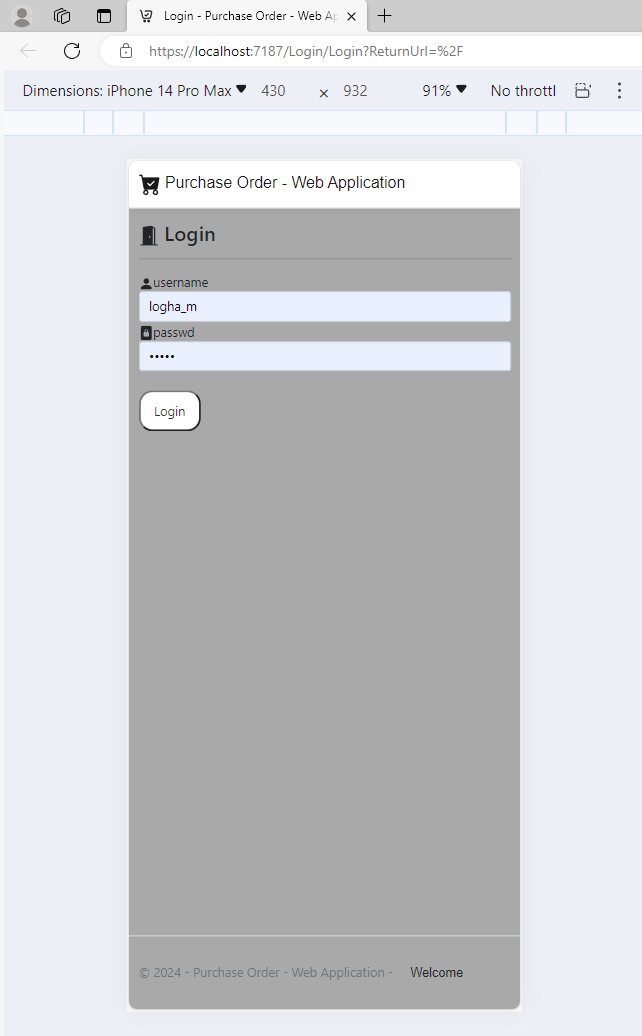 Login - Purchase Order - Web Ap
https://localhost:7187/Login/Login?ReturnUrl=%2F
Dimensions: iPhone 14 Pro Max 430 × 932 91% No throttl
Purchase Order - Web Application
Login
username
logha_m
passwd
•••••
Login
© 2024 - Purchase Order - Web Application - Welcome